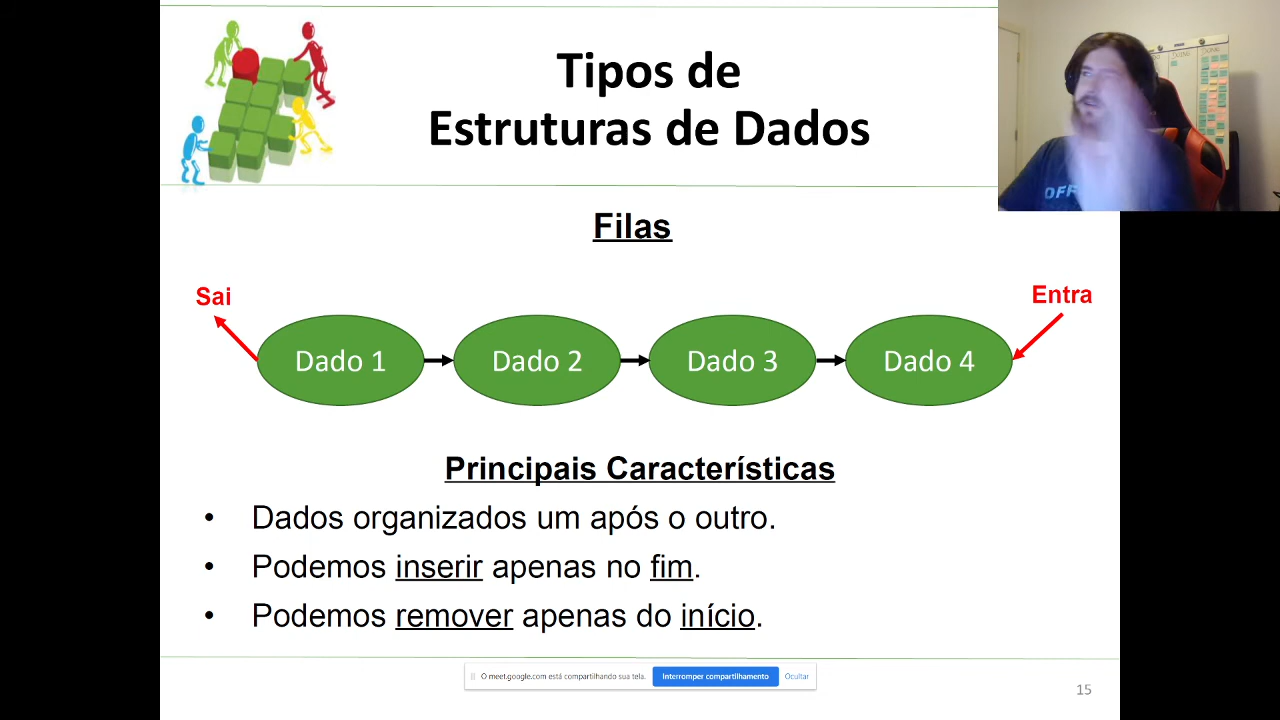 Tipos de
Estruturas de Dados
Filas
Sai
Entra
Dado 1
Dado 2
Dado 3
Dado 4
Principais Características
• Dados organizados um após o outro.
• Podemos inserir apenas no fim.
• Podemos remover apenas do início.
O meet.google.com está compartilhando sua tela.
Interromper compartilhamento
Ocultar
15
OFF